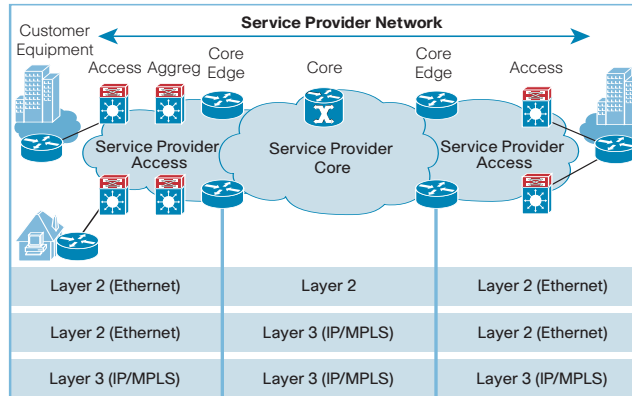 Service Provider Network
Customer
Equipment
Access
Aggreg
Core
Edge
Core
Core
Edge
Access
Service Provider
Access
Service Provider
Core
Service Provider
Access
Layer 2 (Ethernet)
Layer 2
Layer 2 (Ethernet)
Layer 2 (Ethernet)
Layer 3 (IP/MPLS)
Layer 2 (Ethernet)
Layer 3 (IP/MPLS)
Layer 3 (IP/MPLS)
Layer 3 (IP/MPLS)